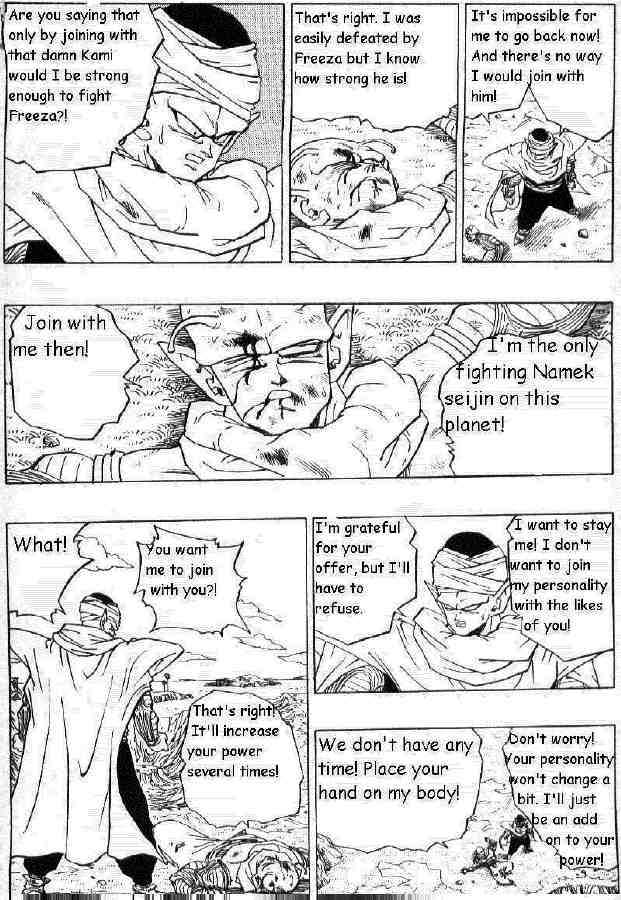 Are you saying that
only by joining with
that damn Kami
would I be strong
enough to fight
Freeza?!
That's right. I was
easily defeated by
Freeza but I know
how strong he is!
It's impossible for
me to go back now!
And there's no way
I would join with
him!
Join with
me then!
I'm the only
fighting Namek
seijin on this
planet!
What!
You want
me to join
with you?!
That's right!
It'll increase
your power
several times!
I'm grateful
for your
offer, but I'll
have to
refuse.
I want to stay
me! I don't
want to join
my personality
with the likes
of you!
We don't have any
time! Place your
hand on my body!
Don't worry!
Your personality
won't change a
bit. I'll just
be an add
on to your
power!